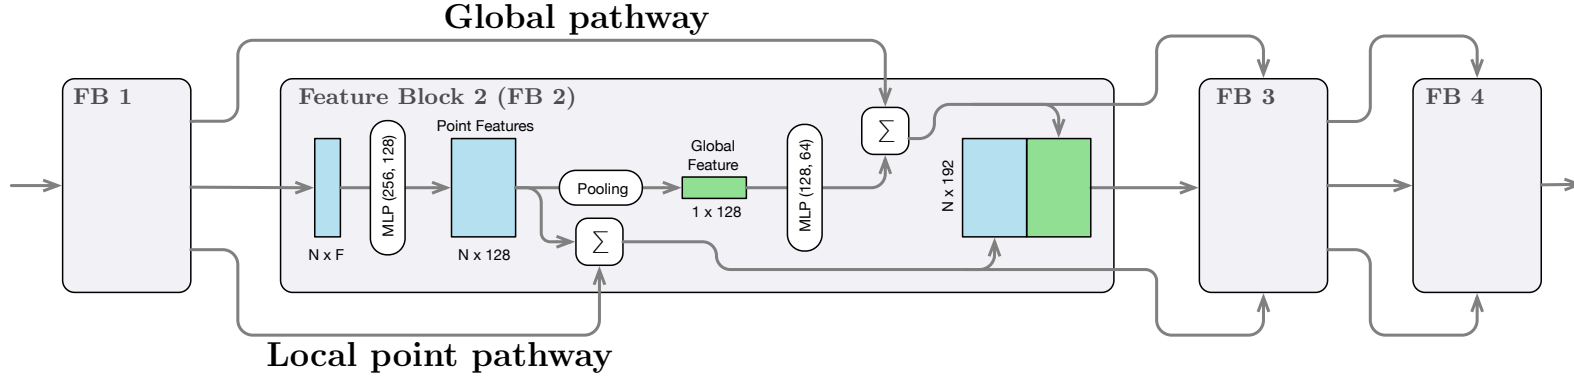 Global pathway
FB 1
Feature Block 2 (FB 2)
FB 3
FB 4
MLP (256, 128)
Point Features
Pooling
Global
Feature
MLP (128, 64)
∑
N x 192
1 x 128
∑
N x F
N x 128
Local point pathway